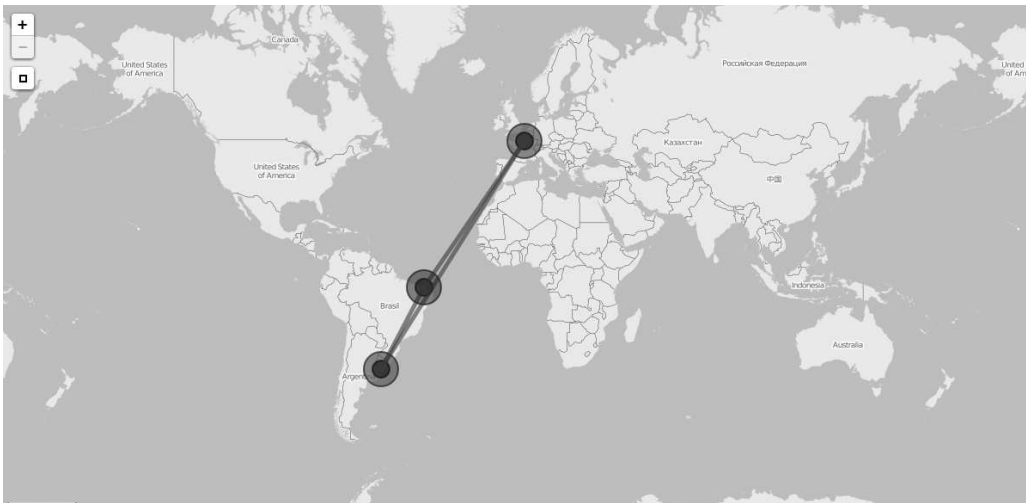 +
−
Canada
United States
of America
Российская Федерация
United
of Am
Казахстан
United States
of America
中国
Indonesia
Brasil
Australia
Argen